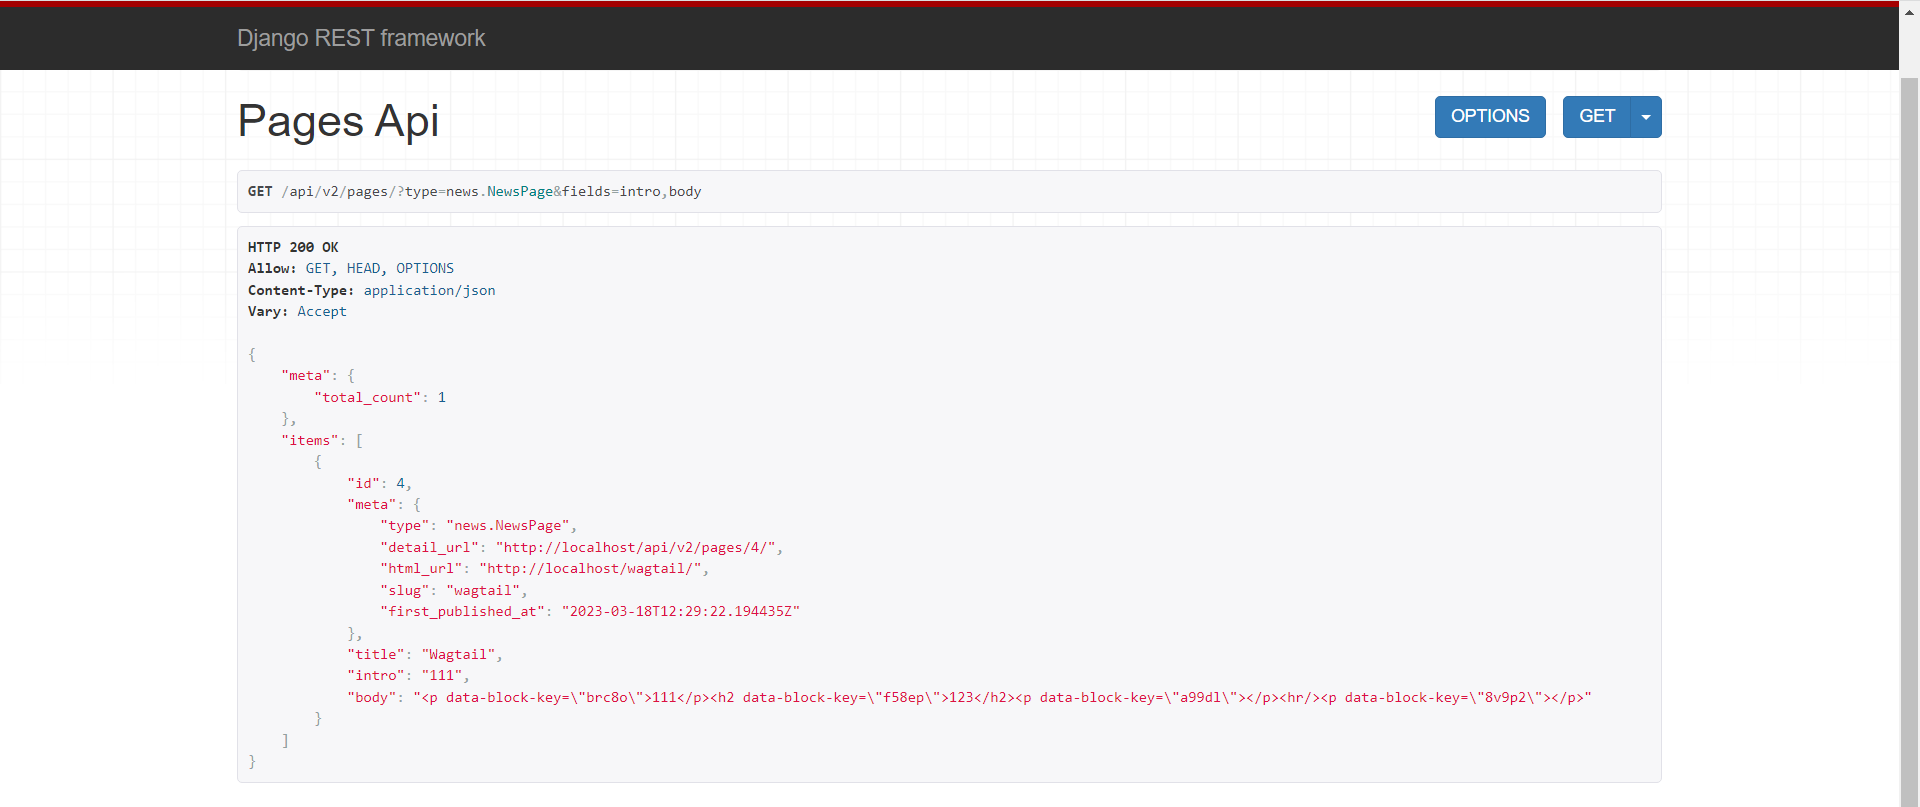 Django REST framework
Pages Api
OPTIONS GET
GET /api/v2/pages/?type=news.NewsPage&fields=intro,body
HTTP 200 OK
Allow: GET, HEAD, OPTIONS
Content-Type: application/json
Vary: Accept
{
    "meta": {
        "total_count": 1
    },
    "items": [
        {
            "id": 4,
            "meta": {
                "type": "news.NewsPage",
                "detail_url": "http://localhost/api/v2/pages/4/",
                "html_url": "http://localhost/wagtail/",
                "slug": "wagtail",
                "first_published_at": "2023-03-18T12:29:22.194435Z"
            },
            "title": "Wagtail",
            "intro": "111",
            "body": "<p data-block-key=\"brc8o\">111</p><h2 data-block-key=\"f58ep\">123</h2><p data-block-key=\"a99dl\"></p><hr/><p data-block-key=\"8v9p2\"></p>"
        }
    ]
}